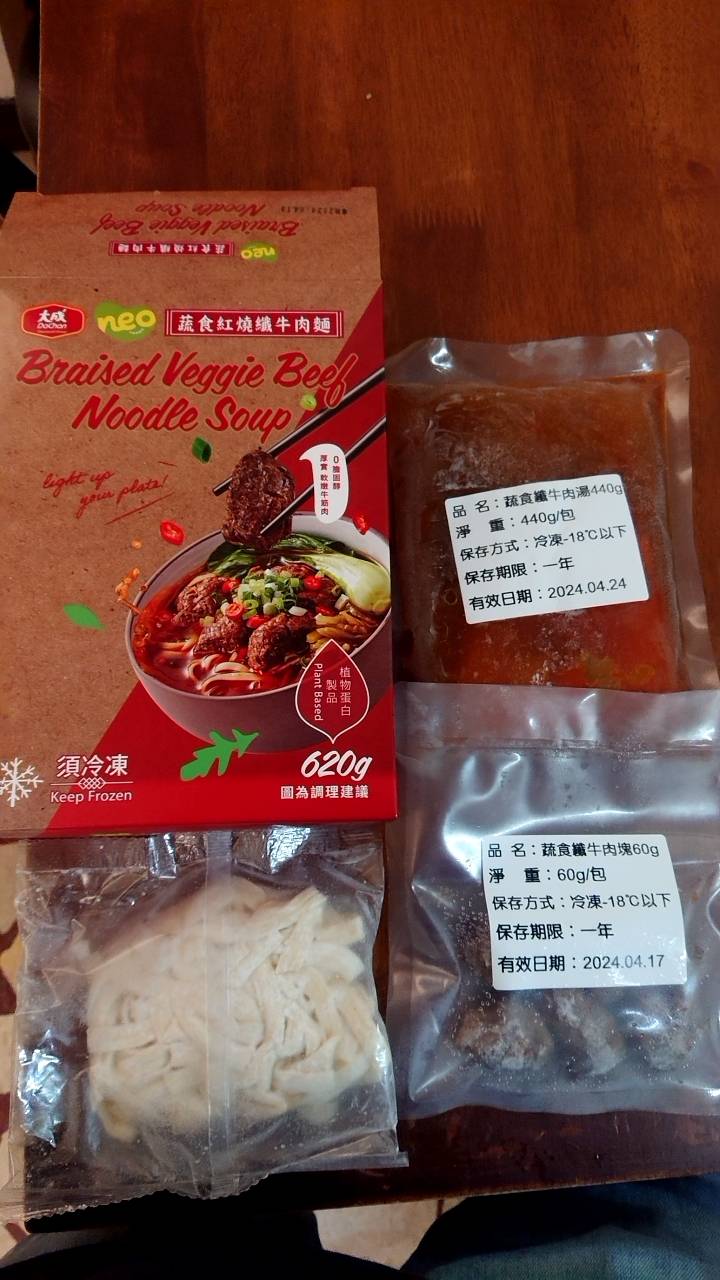 Braised Veggie Beef
Noodle Soup
蔬食紅燒纖牛肉麵
neo
大成
DaChan
neo
蔬食紅燒纖牛肉麵
Braised Veggie Beef
Noodle Soup
light up
your plate!
0膽固醇
厚實軟嫩牛筋肉
植物蛋白
製品
Plant Based
620g
圖為調理建議
須冷凍
Keep Frozen
品 名：蔬食纖牛肉湯440g
淨 重：440g/包
保存方式：冷凍-18℃以下
保存期限：一年
有效日期：2024.04.24
品 名：蔬食纖牛肉塊60g
淨 重：60g/包
保存方式：冷凍-18℃以下
保存期限：一年
有效日期：2024.04.17